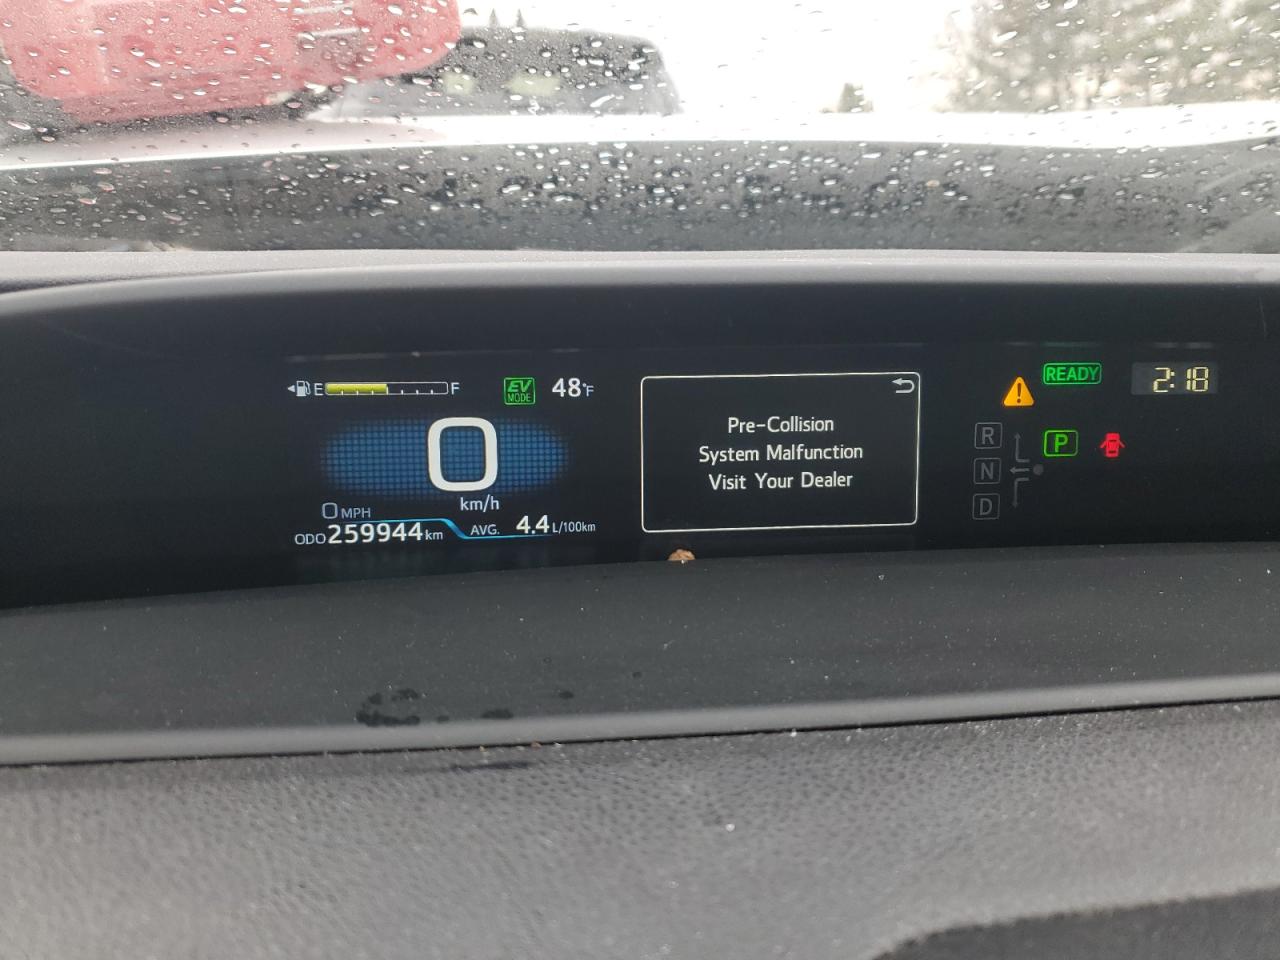 E F
EV
MODE
48°F
READY
2:18
0
km/h
0 MPH
ODO 259944 km
AVG. 4.4 L/100km
Pre-Collision
System Malfunction
Visit Your Dealer
R
N
D
P